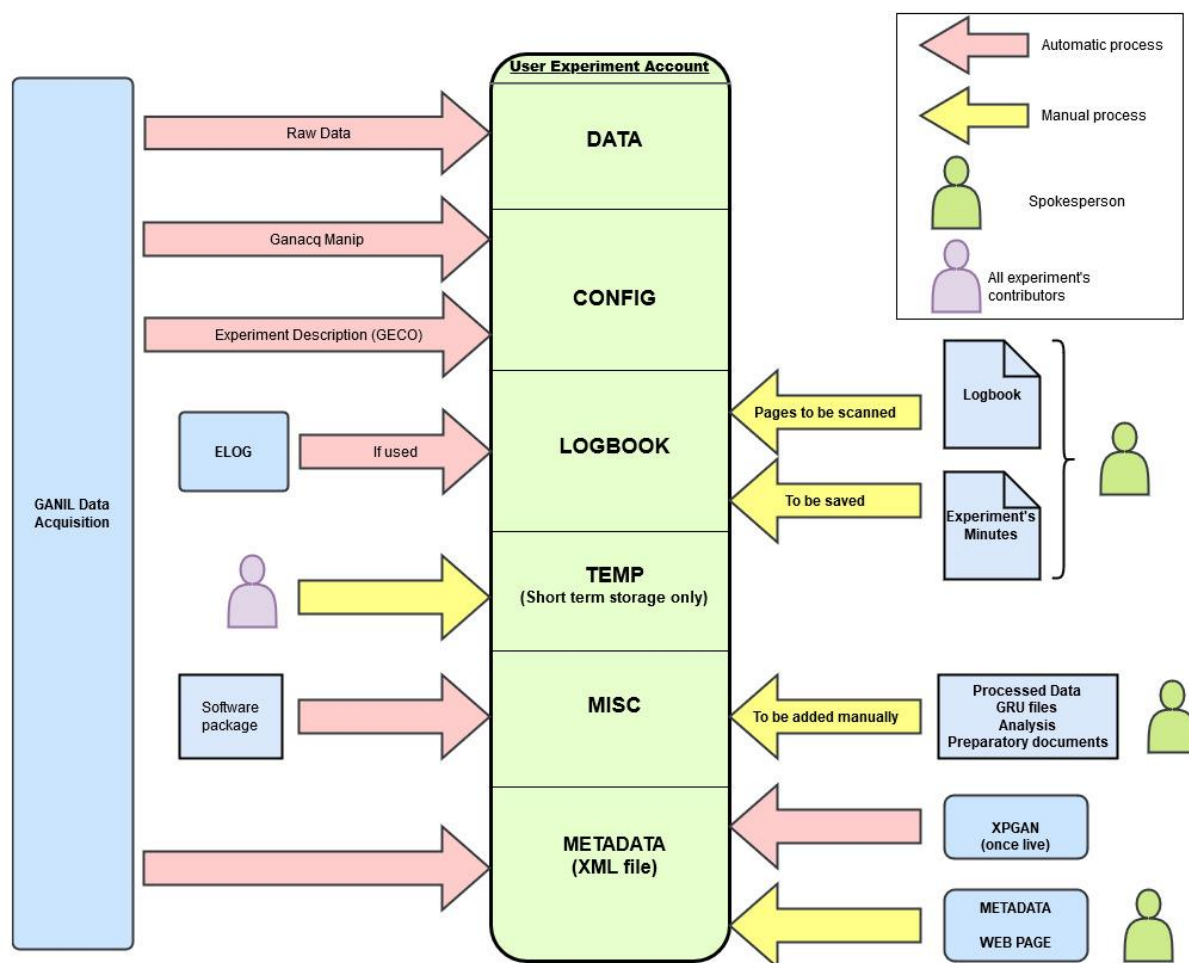 User Experiment Account
Automatic process
Raw Data
DATA
Manual process
Spokesperson
Ganacq Manip
All experiment's
contributors
CONFIG
Experiment Description (GECO)
Logbook
Pages to be scanned
ELOG
If used
LOGBOOK
GANIL Data
Acquisition
To be saved
Experiment's
Minutes
TEMP
(Short term storage only)
Software
package
MISC
To be added manually
Processed Data
GRU files
Analysis
Preparatory documents
METADATA
(XML file)
XPGAN
(once live)
METADATA
WEB PAGE